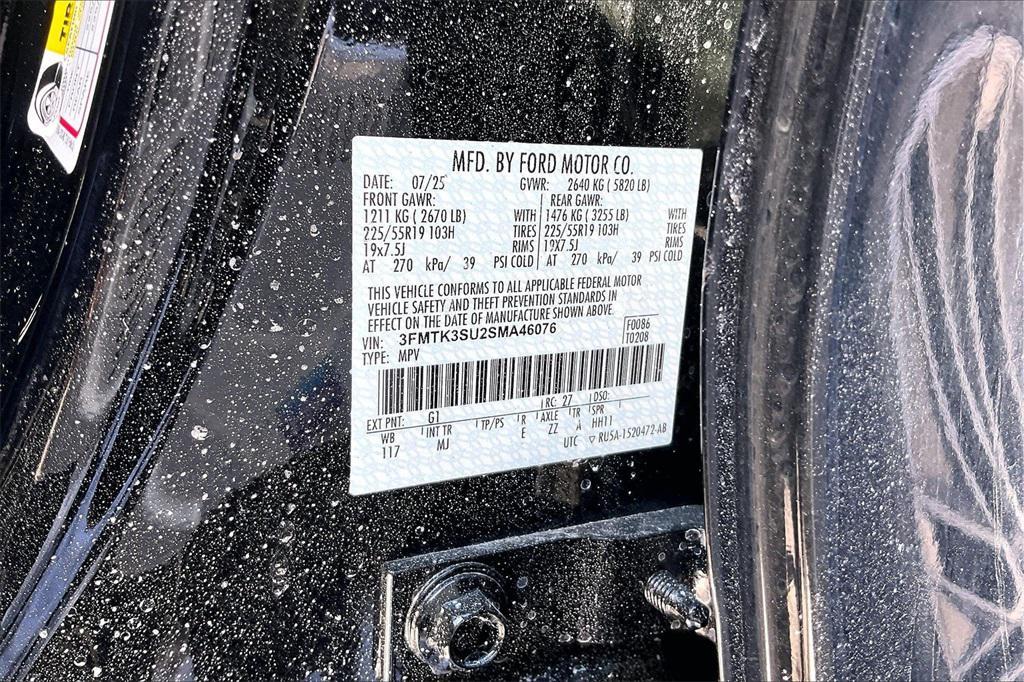 TIR
MFD. BY FORD MOTOR CO.
DATE: 07/25 GVWR: 2640 KG ( 5820 LB)
FRONT GAWR: REAR GAWR:
1211 KG ( 2670 LB) WITH 1476 KG ( 3255 LB) WITH
225/55R19 103H TIRES 225/55R19 103H TIRES
19x7.5J RIMS 19x7.5J RIMS
AT 270 kPa/ 39 PSI COLD AT 270 kPa/ 39 PSI COLD
THIS VEHICLE CONFORMS TO ALL APPLICABLE FEDERAL MOTOR
VEHICLE SAFETY AND THEFT PREVENTION STANDARDS IN
EFFECT ON THE DATE OF MANUFACTURE SHOWN ABOVE.
VIN: 3FMTK3SU2SMA46076 F0086
TYPE: MPV T0208
EXT PNT: G1 RC: 27 DSO:
WB INT TR TP/PS R AXLE TR SPR
117 MJ E ZZ A HH11
UTC ▽ RU5A-1520472-AB